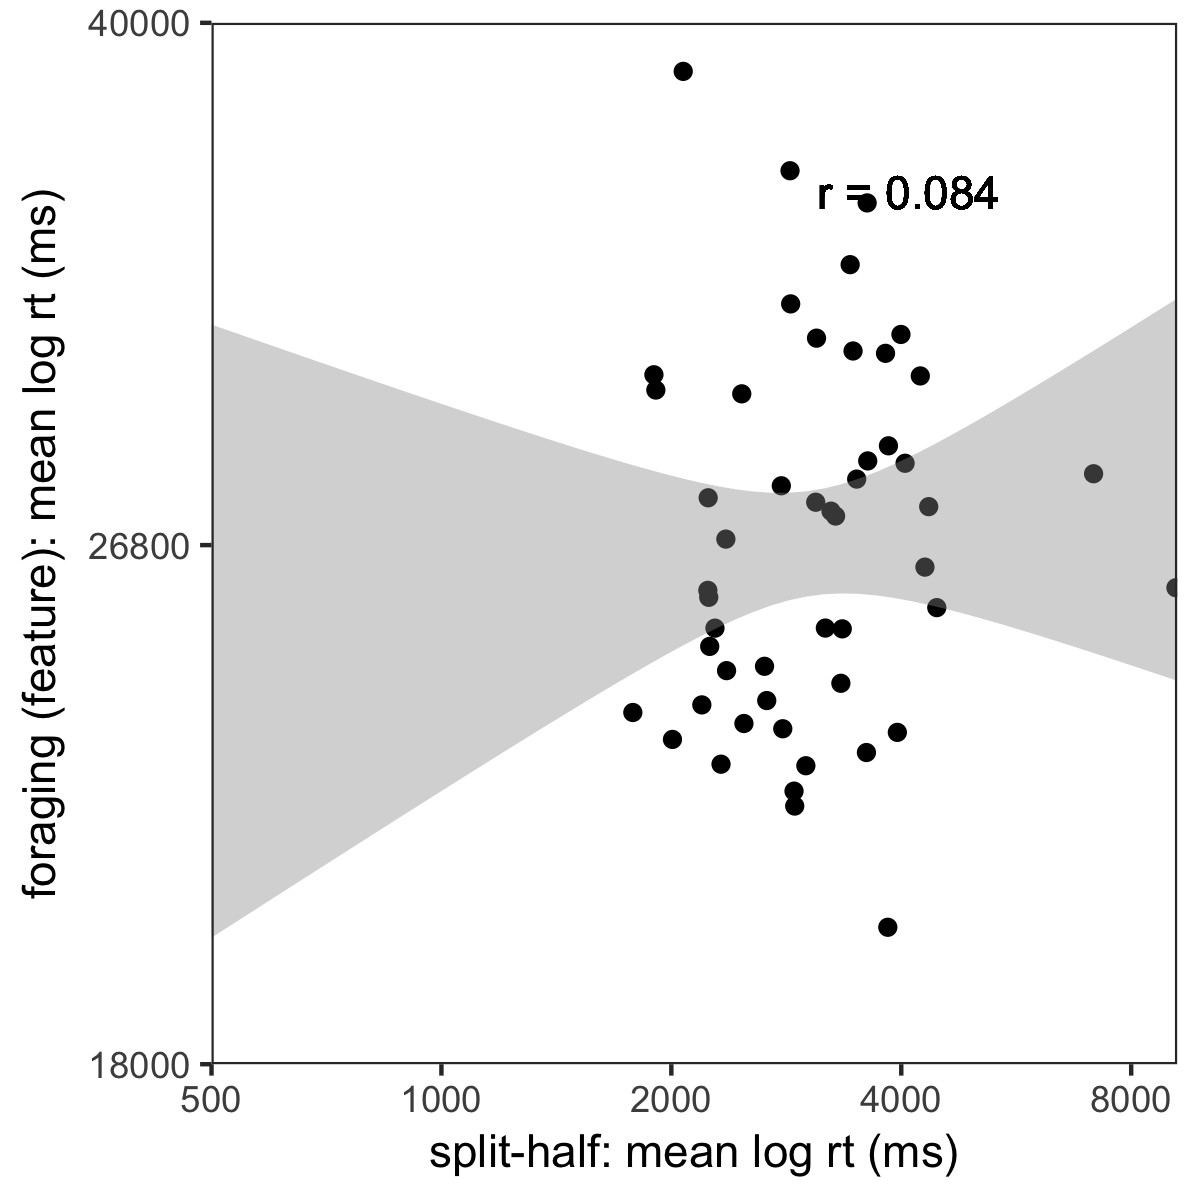 40000
r = 0.084
foraging (feature): mean log rt (ms)
26800
18000
500 1000 2000 4000 8000
split-half: mean log rt (ms)